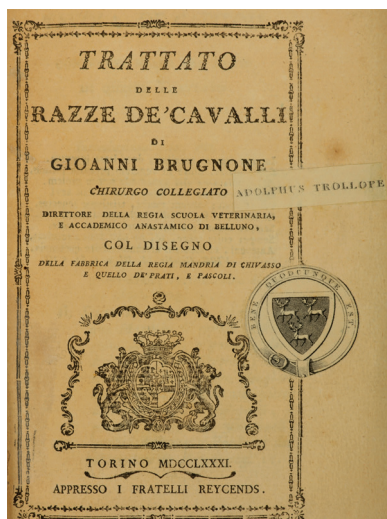 TRATTATO
DELLE
RAZZE DE'CAVALLI
DI
GIOANNI BRUGNONE
CHIRURGO COLLEGIATO
ADOLPHUS TROLLOPE
DIRETTORE DELLA REGIA SCUOLA VETERINARIA,
E ACCADEMICO ANASTAMICO DI BELLUNO,
COL DISEGNO
DELLA FABBRICA DELLA REGIA MANDRIA DI CHIVASSO
E QUELLO DE' PRATI, E PASCOLI.
BENE QUODCUNQUE EST.
TORINO MDCCLXXXI.
APPRESSO I FRATELLI REYCENDS.